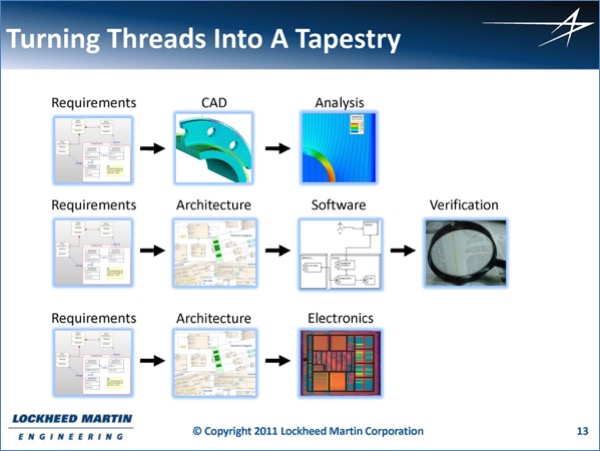 Turning Threads Into A Tapestry
Requirements CAD Analysis
Requirements Architecture Software Verification
Requirements Architecture Electronics
LOCKHEED MARTIN
ENGINEERING
© Copyright 2011 Lockheed Martin Corporation
13